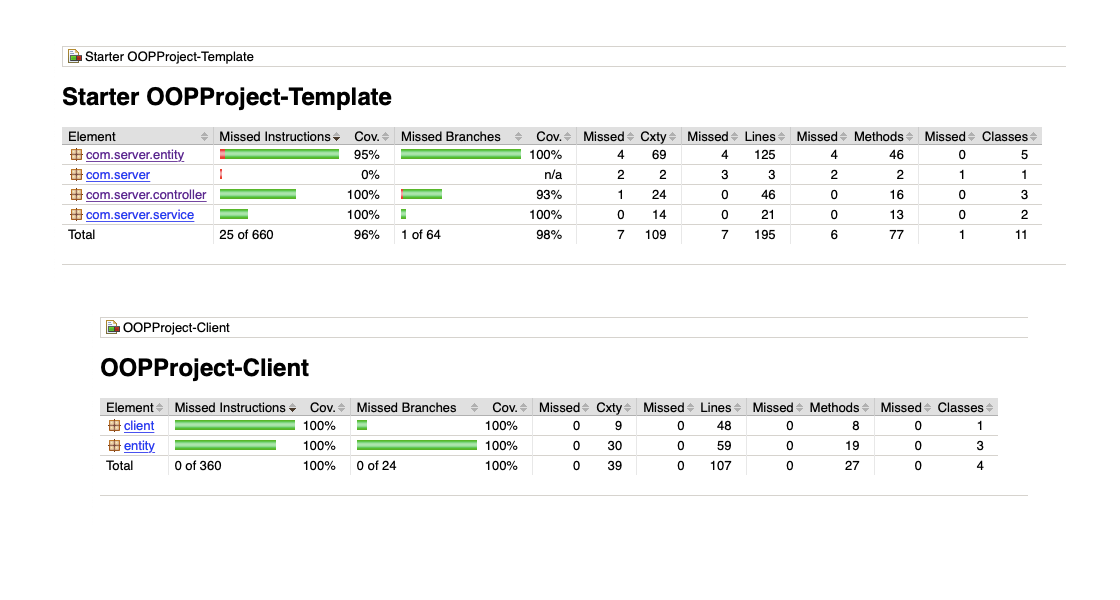 Starter OOPProject-Template
Starter OOPProject-Template
Element Missed Instructions Cov. Missed Branches Cov. Missed Cxty Missed Lines Missed Methods Missed Classes
com.server.entity 95% 100% 4 69 4 125 4 46 0 5
com.server 0% n/a 2 2 3 3 2 2 1 1
com.server.controller 100% 93% 1 24 0 46 0 16 0 3
com.server.service 100% 100% 0 14 0 21 0 13 0 2
Total 25 of 660 96% 1 of 64 98% 7 109 7 195 6 77 1 11
OOPProject-Client
OOPProject-Client
Element Missed Instructions Cov. Missed Branches Cov. Missed Cxty Missed Lines Missed Methods Missed Classes
client 100% 100% 0 9 0 48 0 8 0 1
entity 100% 100% 0 30 0 59 0 19 0 3
Total 0 of 360 100% 0 of 24 100% 0 39 0 107 0 27 0 4